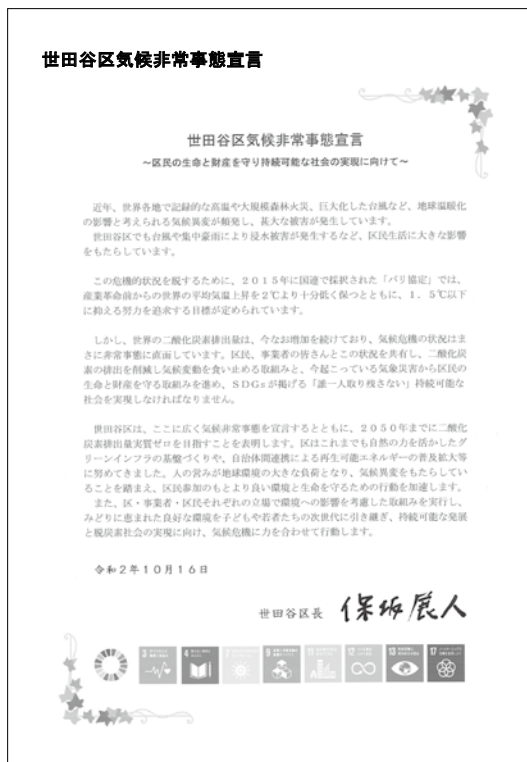 世田谷区気候非常事態宣言
世田谷区気候非常事態宣言
～区民の生命と財産を守り持続可能な社会の実現に向けて～
近年、世界各地で記録的な高温や大規模森林火災、巨大化した台風など、地球温暖化
の影響と考えられる気候異変が頻発し、甚大な被害が発生しています。
世田谷区でも台風や集中豪雨により浸水被害が発生するなど、区民生活に大きな影響
をもたらしています。
この危機的状況を脱するために、２０１５年に国連で採択された「パリ協定」では、
産業革命前からの世界の平均気温上昇を２℃より十分低く保つとともに、１．５℃以下
に抑える努力を追求する目標が定められています。
しかし、世界の二酸化炭素排出量は、今なお増加を続けており、気候危機の状況はま
さに非常事態に直面しています。区民、事業者の皆さんとこの状況を共有し、二酸化炭
素の排出を削減し気候変動を食い止める取組みと、今起こっている気象災害から区民の
生命と財産を守る取組みを進め、ＳＤＧｓが掲げる「誰一人取り残さない」持続可能な
社会を実現しなければなりません。
世田谷区は、ここに広く気候非常事態を宣言するとともに、２０５０年までに二酸化
炭素排出量実質ゼロを目指すことを表明します。区はこれまでも自然の力を活かしたグ
リーンインフラの基盤づくりや、自治体間連携による再生可能エネルギーの普及拡大等
に努めてきました。人の営みが地球環境の大きな負荷となり、気候異変をもたらしてい
ることを踏まえ、区民参加のもとより良い環境と生命を守るための行動を加速します。
また、区・事業者・区民それぞれの立場で環境への影響を考慮した取組みを実行し、
みどりに恵まれた良好な環境を子どもや若者たちの次世代に引き継ぎ、持続可能な発展
と脱炭素社会の実現に向け、気候危機に力を合わせて行動します。
令和２年１０月１６日
世田谷区長 保坂展人
3 4 7 9 11 12 13 17